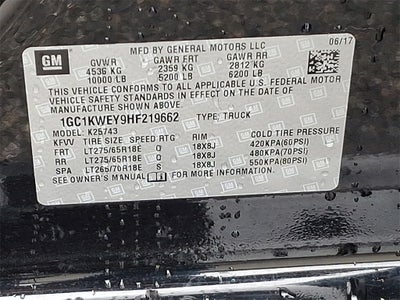 GM
MFD BY GENERAL MOTORS LLC
06/17
GVWR GAWR FRT GAWR RR
4536 KG 2359 KG 2812 KG
10000 LB 5200 LB 6200 LB
THIS VEHICLE CONFORMS TO ALL APPLICABLE U.S. FEDERAL MOTOR
VEHICLE SAFETY STANDARDS IN EFFECT ON THE DATE OF
MANUFACTURE SHOWN ABOVE.
1GC1KWEY9HF219662 TYPE: TRUCK
MODEL: K25743
KFVV TIRE SIZE SPEED RTG RIM COLD TIRE PRESSURE
FRT LT275/65R18E Q 18X8J 420KPA(60PSI)
RR LT275/65R18E Q 18X8J 480KPA(70PSI)
SPA LT265/70R18E S 18X8J 550KPA(80PSI)
SEE OWNER'S MANUAL FOR ADDITIONAL INFORMATION.